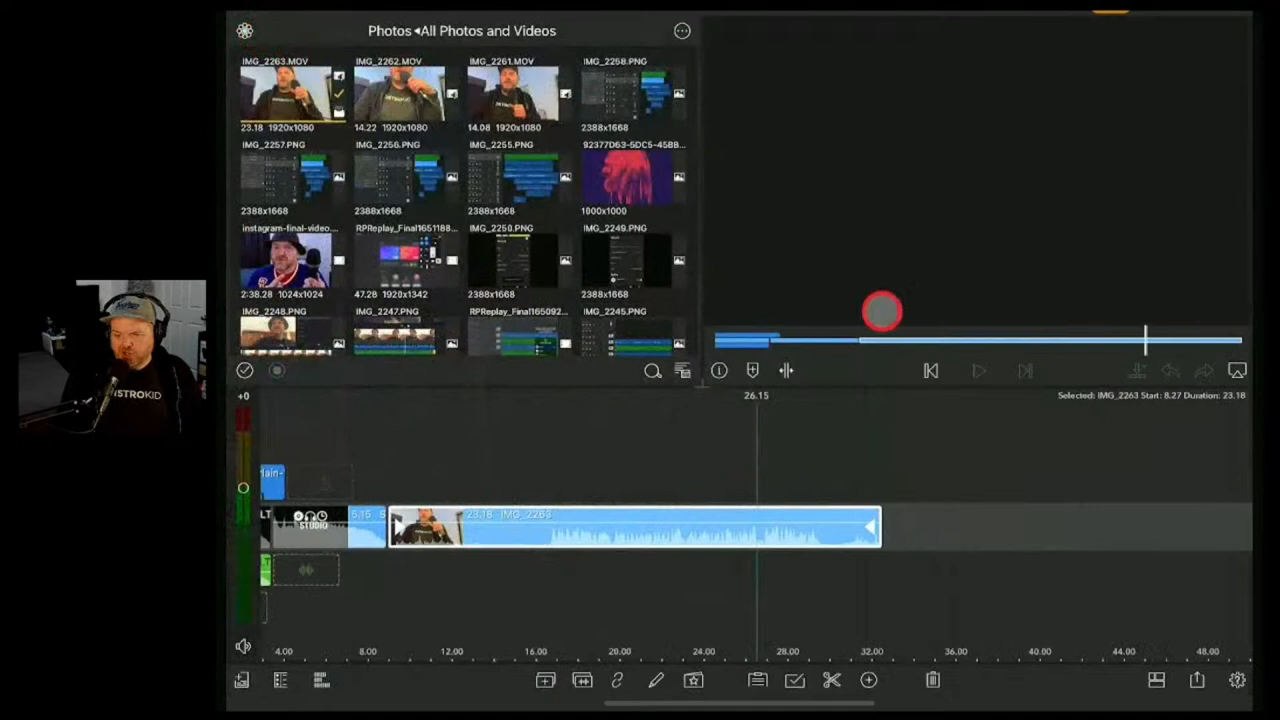 Photos ◂ All Photos and Videos
IMG_2263.MOV IMG_2262.MOV IMG_2261.MOV IMG_2258.PNG
23.18 1920x1080 14.22 1920x1080 14.08 1920x1080 2388x1668
IMG_2257.PNG IMG_2256.PNG IMG_2255.PNG 92377D63-5DC5-45BB...
2388x1668 2388x1668 2388x1668 1000x1000
instagram-final-video.... RPReplay_Final1651188... IMG_2250.PNG IMG_2249.PNG
2:38.28 1024x1024 47.28 1920x1342 2388x1668 2388x1668
IMG_2248.PNG IMG_2247.PNG RPReplay_Final165092... IMG_2245.PNG
+0 26.15 Selected: IMG_2263 Start: 8.27 Duration: 23.18
STUDIO
5.15 S
23.18 IMG_2263
4.00 8.00 12.00 16.00 20.00 24.00 28.00 32.00 36.00 40.00 44.00 48.00